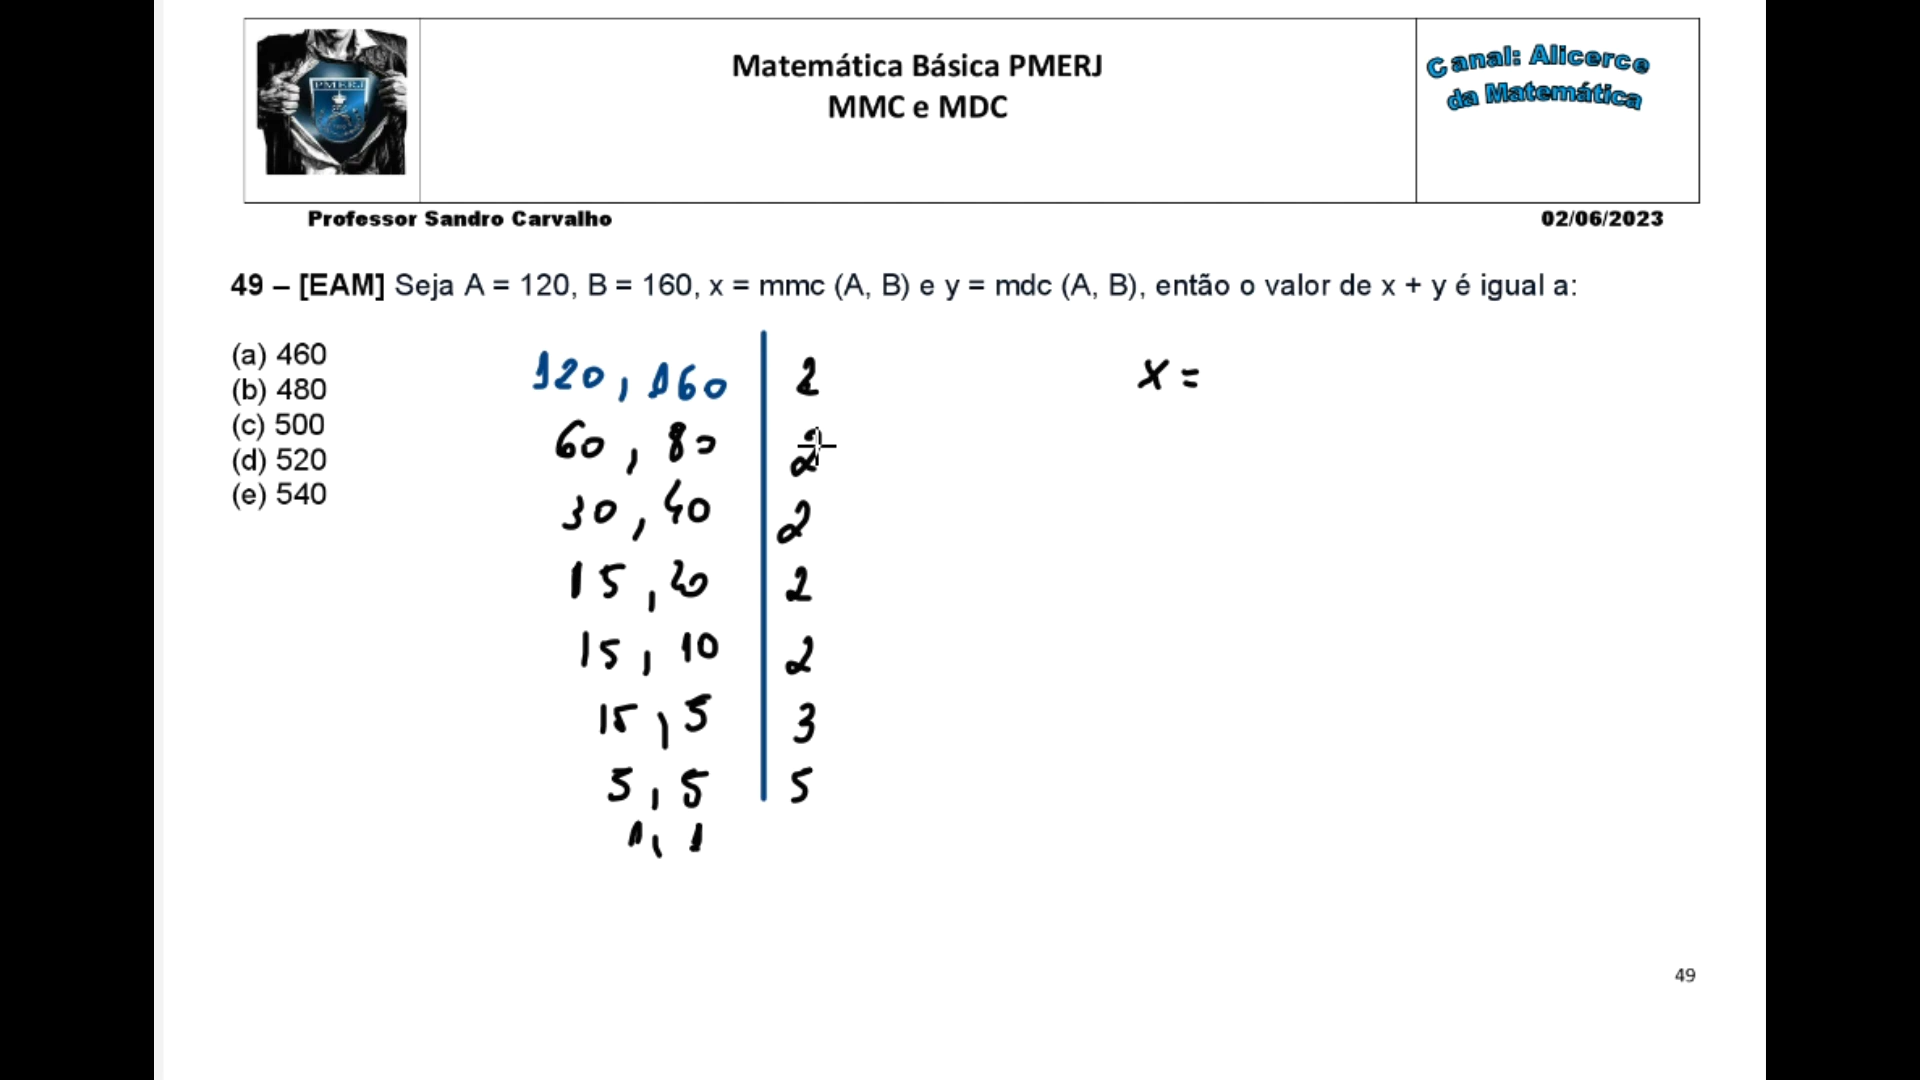 PMERJ
Matemática Básica PMERJ
MMC e MDC
Canal: Alicerce
da Matemática
Professor Sandro Carvalho
02/06/2023
49 – [EAM] Seja A = 120, B = 160, x = mmc (A, B) e y = mdc (A, B), então o valor de x + y é igual a:
(a) 460
(b) 480
(c) 500
(d) 520
(e) 540
120, 160 2
60, 80 2
30, 40 2
15, 20 2
15, 10 2
15, 5 3
5, 5 5
1, 1
x =
49